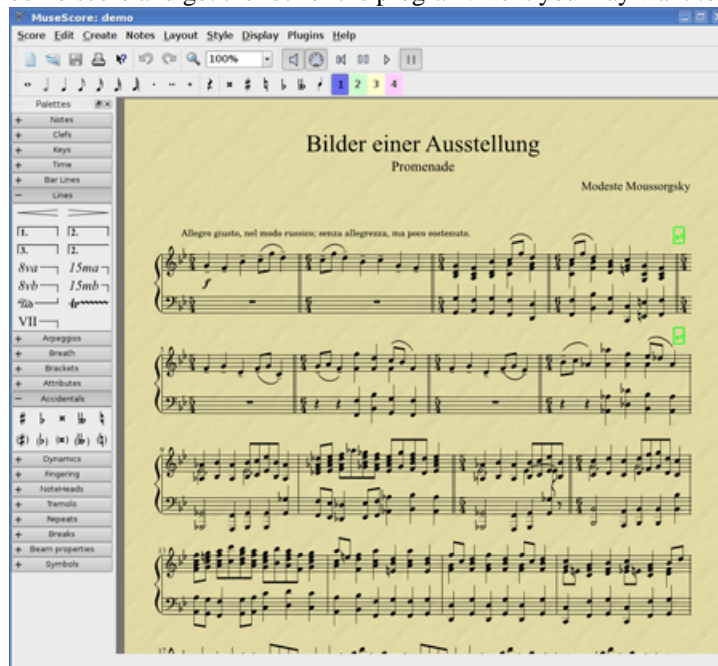 MuseScore: demo
Score Edit Create Notes Layout Style Display Plugins Help
100%
1 2 3 4
Palettes
+ Notes
+ Clefs
+ Keys
+ Time
+ Bar Lines
− Lines
1. 2.
3. 2.
8va 15ma
8vb 15mb
VII
+ Arpeggios
+ Breath
+ Brackets
+ Attributes
− Accidentals
+ Dynamics
+ Fingering
+ NoteHeads
+ Tremolo
+ Repeats
+ Breaks
+ Beam properties
+ Symbols
Bilder einer Ausstellung
Promenade
Modeste Moussorgsky
Allegro giusto, nel modo russico; senza allegrezza, ma poco sostenuto.
f
5
9
13
17